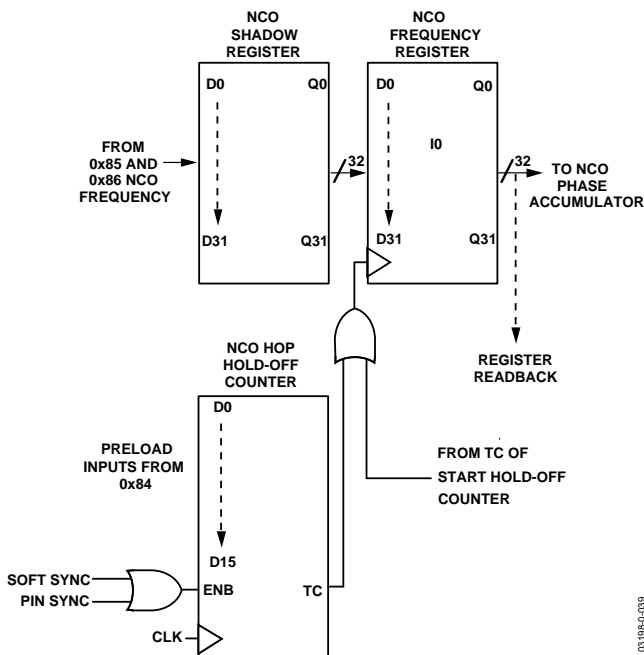 NCO
SHADOW
REGISTER
NCO
FREQUENCY
REGISTER
D0
Q0
D0
Q0
I0
FROM
0x85 AND
0x86 NCO
FREQUENCY
32
32
TO NCO
PHASE
ACCUMULATOR
D31
Q31
D31
Q31
REGISTER
READBACK
NCO HOP
HOLD-OFF
COUNTER
D0
PRELOAD
INPUTS FROM
0x84
FROM TC OF
START HOLD-OFF
COUNTER
D15
SOFT SYNC
PIN SYNC
ENB
TC
CLK
03198-0-039